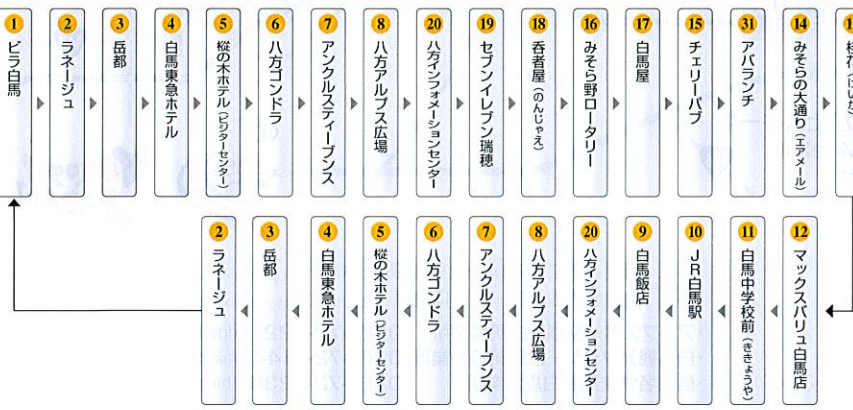 1 ビラ白馬
2 ラネージュ
3 岳都
4 白馬東急ホテル
5 樅の木ホテル(ビジターセンター)
6 八方ゴンドラ
7 アンクルスティーブンス
8 八方アルプス広場
20 八方インフォメーションセンター
19 セブンイレブン瑞穂
18 呑者屋(のんじゃえ)
16 みそら野ロータリー
17 白馬屋
15 チェリーパブ
31 アバランチ
14 みそらの大通り(エアメール)
桂花(けいか)
12 マックスバリュ白馬店
11 白馬中学校前(ききょうや)
10 JR白馬駅
9 白馬飯店
20 八方インフォメーションセンター
8 八方アルプス広場
7 アンクルスティーブンス
6 八方ゴンドラ
5 樅の木ホテル(ビジターセンター)
4 白馬東急ホテル
3 岳都
2 ラネージュ